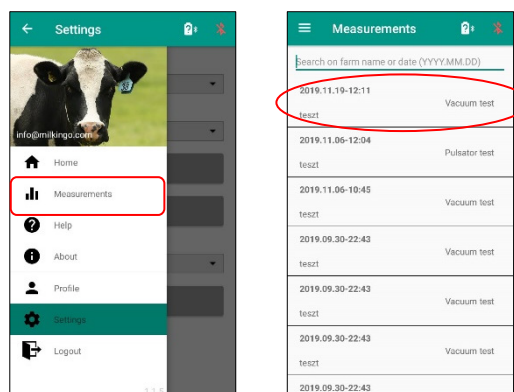 Settings
info@milkingo.com
Home
Measurements
Help
About
Profile
Settings
Logout
1.1.5
Measurements
Search on farm name or date (YYYY.MM.DD)
2019.11.19-12:11
Vacuum test
teszt
2019.11.06-12:04
Pulsator test
teszt
2019.11.06-10:45
Vacuum test
teszt
2019.09.30-22:43
Vacuum test
teszt
2019.09.30-22:43
Vacuum test
teszt
2019.09.30-22:43
Vacuum test
teszt
2019.09.30-22:43